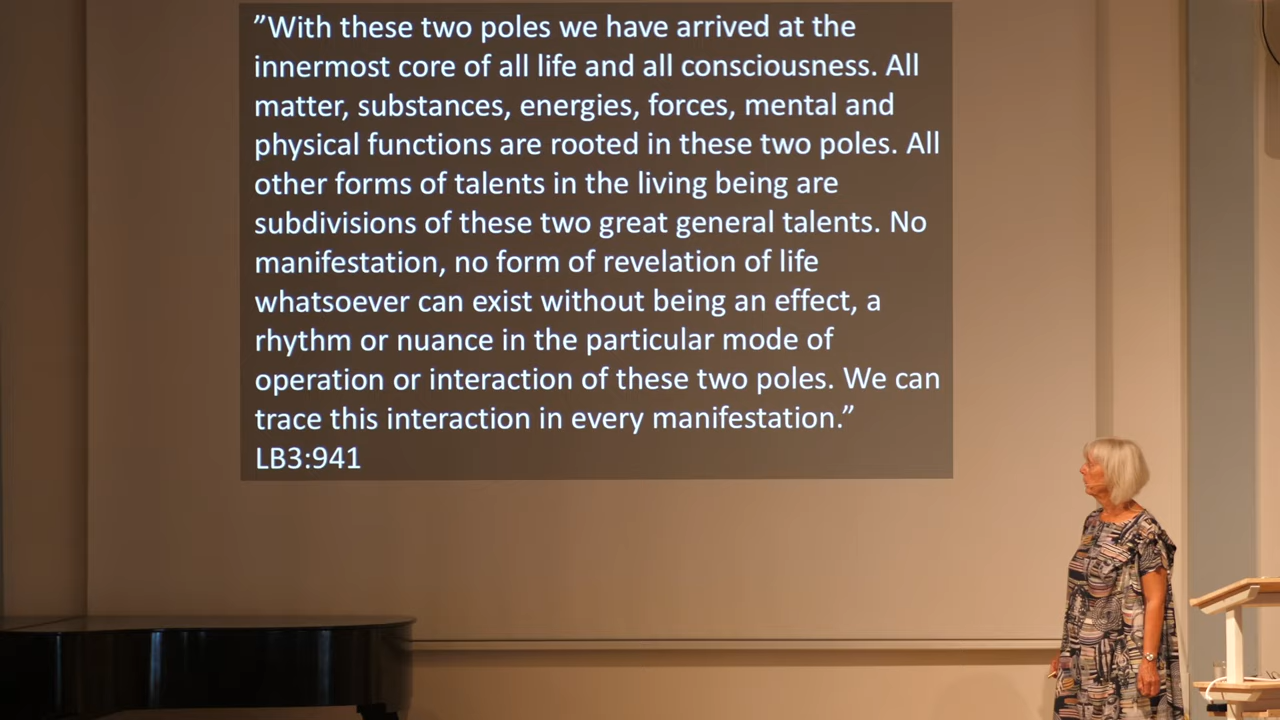 ”With these two poles we have arrived at the
innermost core of all life and all consciousness. All
matter, substances, energies, forces, mental and
physical functions are rooted in these two poles. All
other forms of talents in the living being are
subdivisions of these two great general talents. No
manifestation, no form of revelation of life
whatsoever can exist without being an effect, a
rhythm or nuance in the particular mode of
operation or interaction of these two poles. We can
trace this interaction in every manifestation.”
LB3:941